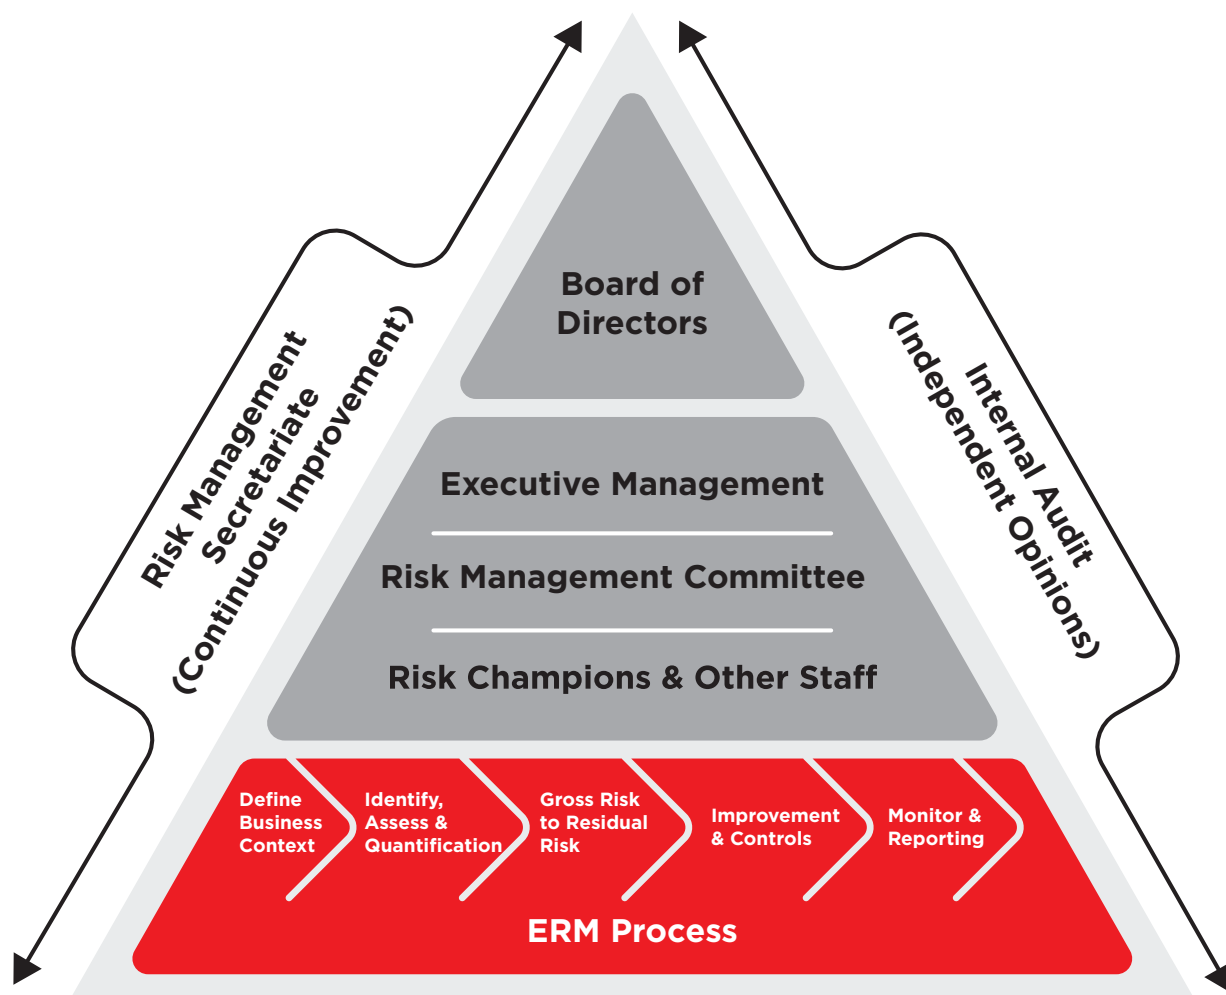 Board of
Directors
Executive Management
Risk Management Committee
Risk Champions & Other Staff
Risk Management
Secretariate
(Continuous Improvement)
Internal Audit
(Independent Opinions)
Define
Business
Context
Identify,
Assess &
Quantification
Gross Risk
to Residual
Risk
Improvement
& Controls
Monitor &
Reporting
ERM Process